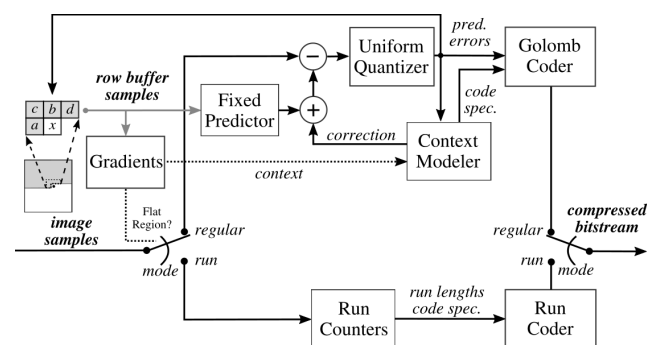 pred.
errors
Uniform
Quantizer
Golomb
Coder
row buffer
samples
c b d
a x
Fixed
Predictor
−
+
code
spec.
correction
Context
Modeler
Gradients
context
Flat
Region?
image
samples
regular
mode
run
compressed
bitstream
regular
run
mode
Run
Counters
run lengths
code spec.
Run
Coder